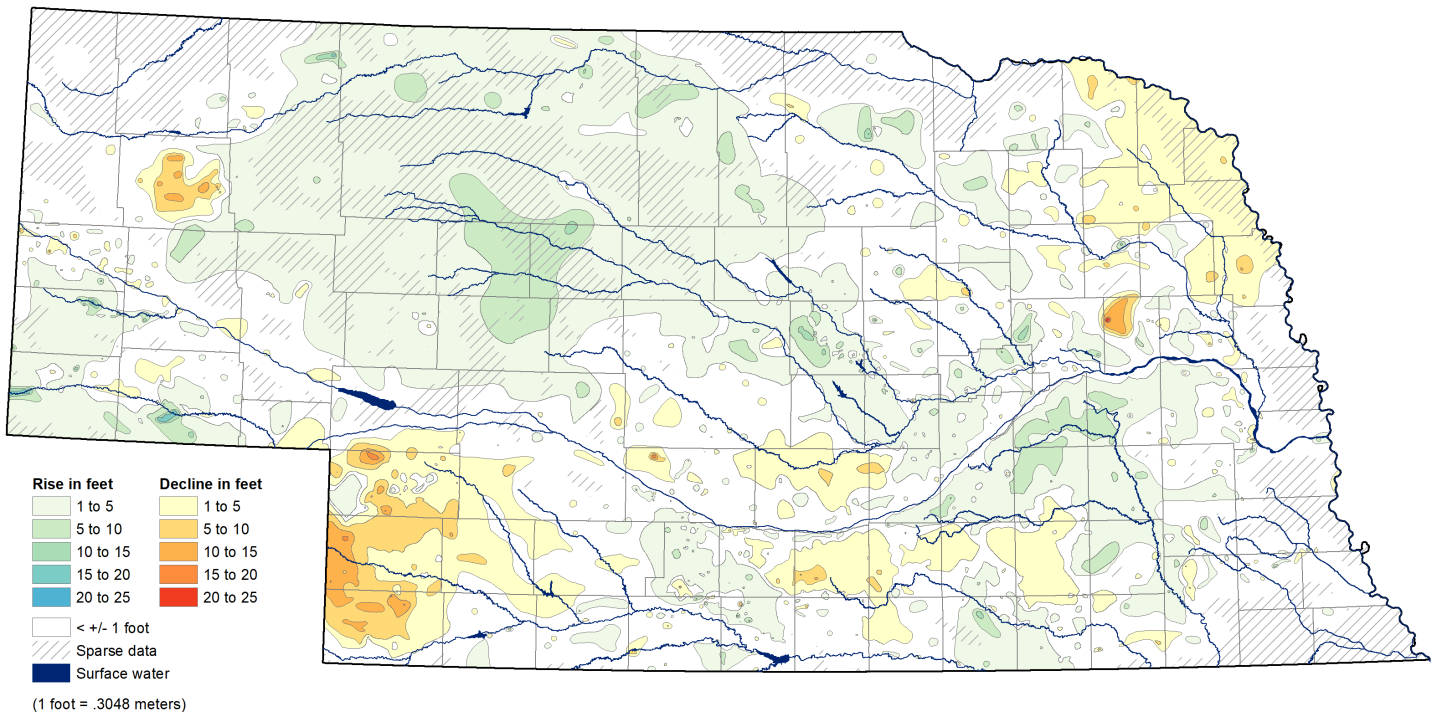 Rise in feet
1 to 5
5 to 10
10 to 15
15 to 20
20 to 25
Decline in feet
1 to 5
5 to 10
10 to 15
15 to 20
20 to 25
< +/- 1 foot
Sparse data
Surface water
(1 foot = .3048 meters)